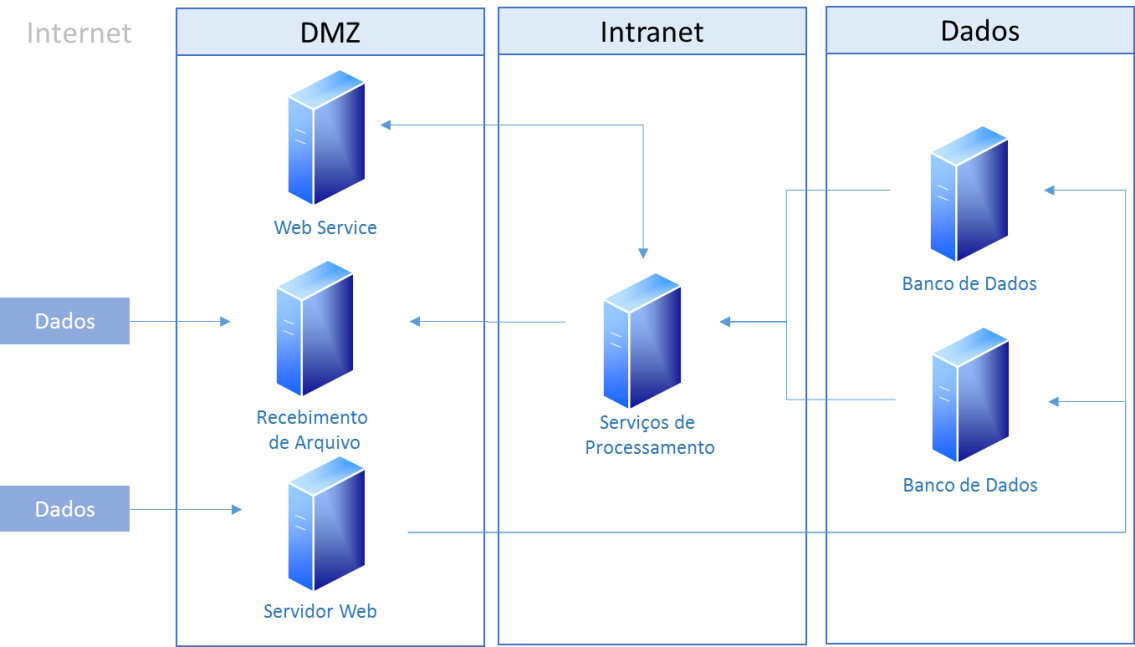 Internet
DMZ
Intranet
Dados
Web Service
Banco de Dados
Dados
Recebimento
de Arquivo
Serviços de
Processamento
Banco de Dados
Dados
Servidor Web